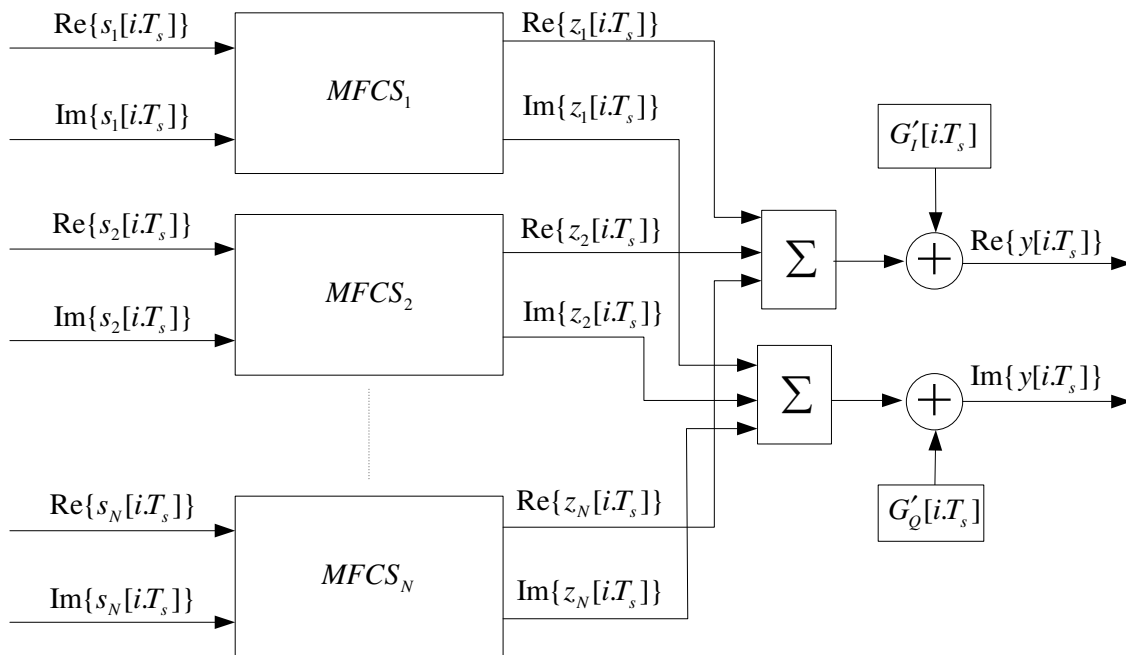 Re{s₁[i.Tₛ]}
Im{s₁[i.Tₛ]}
MFCS₁
Re{z₁[i.Tₛ]}
Im{z₁[i.Tₛ]}
Re{s₂[i.Tₛ]}
Im{s₂[i.Tₛ]}
MFCS₂
Re{z₂[i.Tₛ]}
Im{z₂[i.Tₛ]}
Re{s_N[i.Tₛ]}
Im{s_N[i.Tₛ]}
MFCS_N
Re{z_N[i.Tₛ]}
Im{z_N[i.Tₛ]}
Σ
Σ
G′_I[i.Tₛ]
+
Re{y[i.Tₛ]}
+
Im{y[i.Tₛ]}
G′_Q[i.Tₛ]